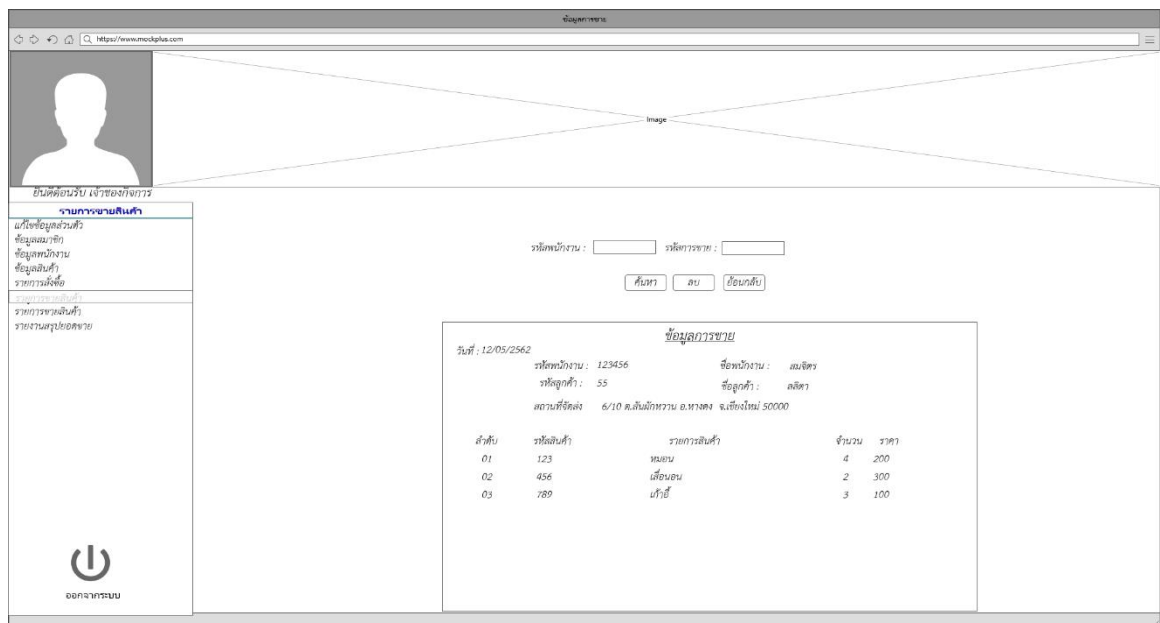 ข้อมูลการขาย
https://www.mockplus.com
Image
ยินดีต้อนรับ เจ้าของกิจการ
รายการขายสินค้า
แก้ไขข้อมูลส่วนตัว
ข้อมูลสมาชิก
ข้อมูลพนักงาน
ข้อมูลสินค้า
รายการสั่งซื้อ
รายการขายสินค้า
รายการขายสินค้า
รายงานสรุปยอดขาย
ออกจากระบบ
รหัสพนักงาน : รหัสการขาย :
ค้นหา ลบ ย้อนกลับ
ข้อมูลการขาย
วันที่ : 12/05/2562
รหัสพนักงาน : 123456 ชื่อพนักงาน : สมจิตร
รหัสลูกค้า : 55 ชื่อลูกค้า : ลลิตา
สถานที่จัดส่ง 6/10 ต.สันผักหวาน อ.หางดง จ.เชียงใหม่ 50000
ลำดับ รหัสสินค้า รายการสินค้า จำนวน ราคา
01 123 หมอน 4 200
02 456 เสื่อนอน 2 300
03 789 เก้าอี้ 3 100